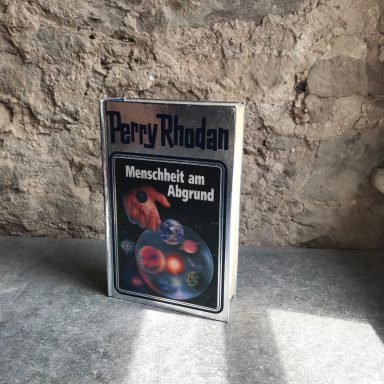 Perry Rhodan
Menschheit am
Abgrund